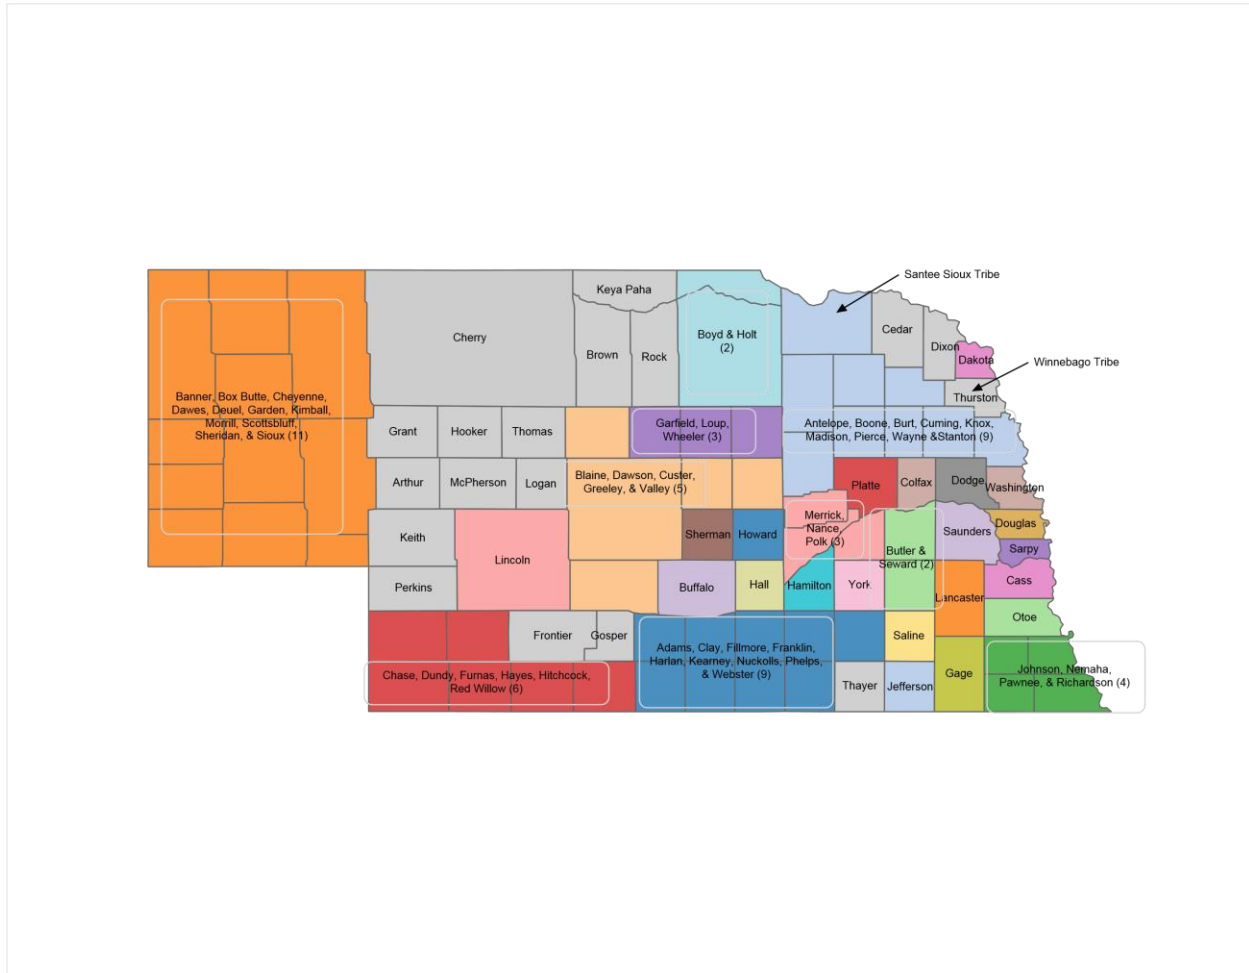 Santee Sioux Tribe
Keya Paha
Cedar
Cherry
Boyd & Holt
(2)
Brown
Rock
Dixon
Dakota
Winnebago Tribe
Thurston
Banner, Box Butte, Cheyenne,
Dawes, Deuel, Garden, Kimball,
Morrill, Scottsbluff,
Sheridan, & Sioux (11)
Grant
Hooker
Thomas
Garfield, Loup,
Wheeler (3)
Antelope, Boone, Burt, Cuming, Knox,
Madison, Pierce, Wayne &Stanton (9)
Arthur
McPherson
Logan
Blaine, Dawson, Custer,
Greeley, & Valley (5)
Platte
Colfax
Dodge
Washington
Keith
Lincoln
Sherman
Howard
Merrick,
Nance,
Polk (3)
Butler &
Seward (2)
Saunders
Douglas
Sarpy
Perkins
Buffalo
Hall
Hamilton
York
Lancaster
Cass
Otoe
Frontier
Gosper
Adams, Clay, Fillmore, Franklin,
Harlan, Kearney, Nuckolls, Phelps,
& Webster (9)
Saline
Chase, Dundy, Furnas, Hayes, Hitchcock,
Red Willow (6)
Thayer
Jefferson
Gage
Johnson, Nemaha,
Pawnee, & Richardson (4)